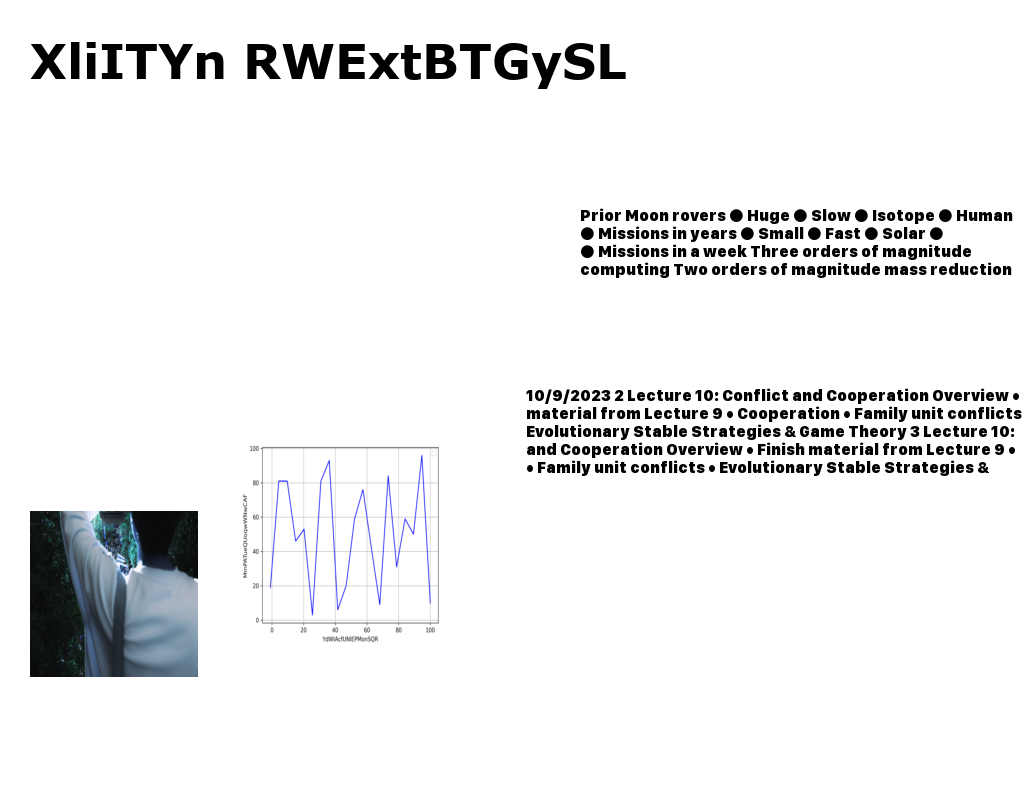 XliITYn RWExtBTGySL
Prior Moon rovers ● Huge ● Slow ● Isotope ● Human
● Missions in years ● Small ● Fast ● Solar ●
● Missions in a week Three orders of magnitude
computing Two orders of magnitude mass reduction
10/9/2023 2 Lecture 10: Conflict and Cooperation Overview •
material from Lecture 9 • Cooperation • Family unit conflicts
Evolutionary Stable Strategies & Game Theory 3 Lecture 10:
and Cooperation Overview • Finish material from Lecture 9 •
• Family unit conflicts • Evolutionary Stable Strategies &
100
80
60
40
20
0
0 20 40 60 80 100